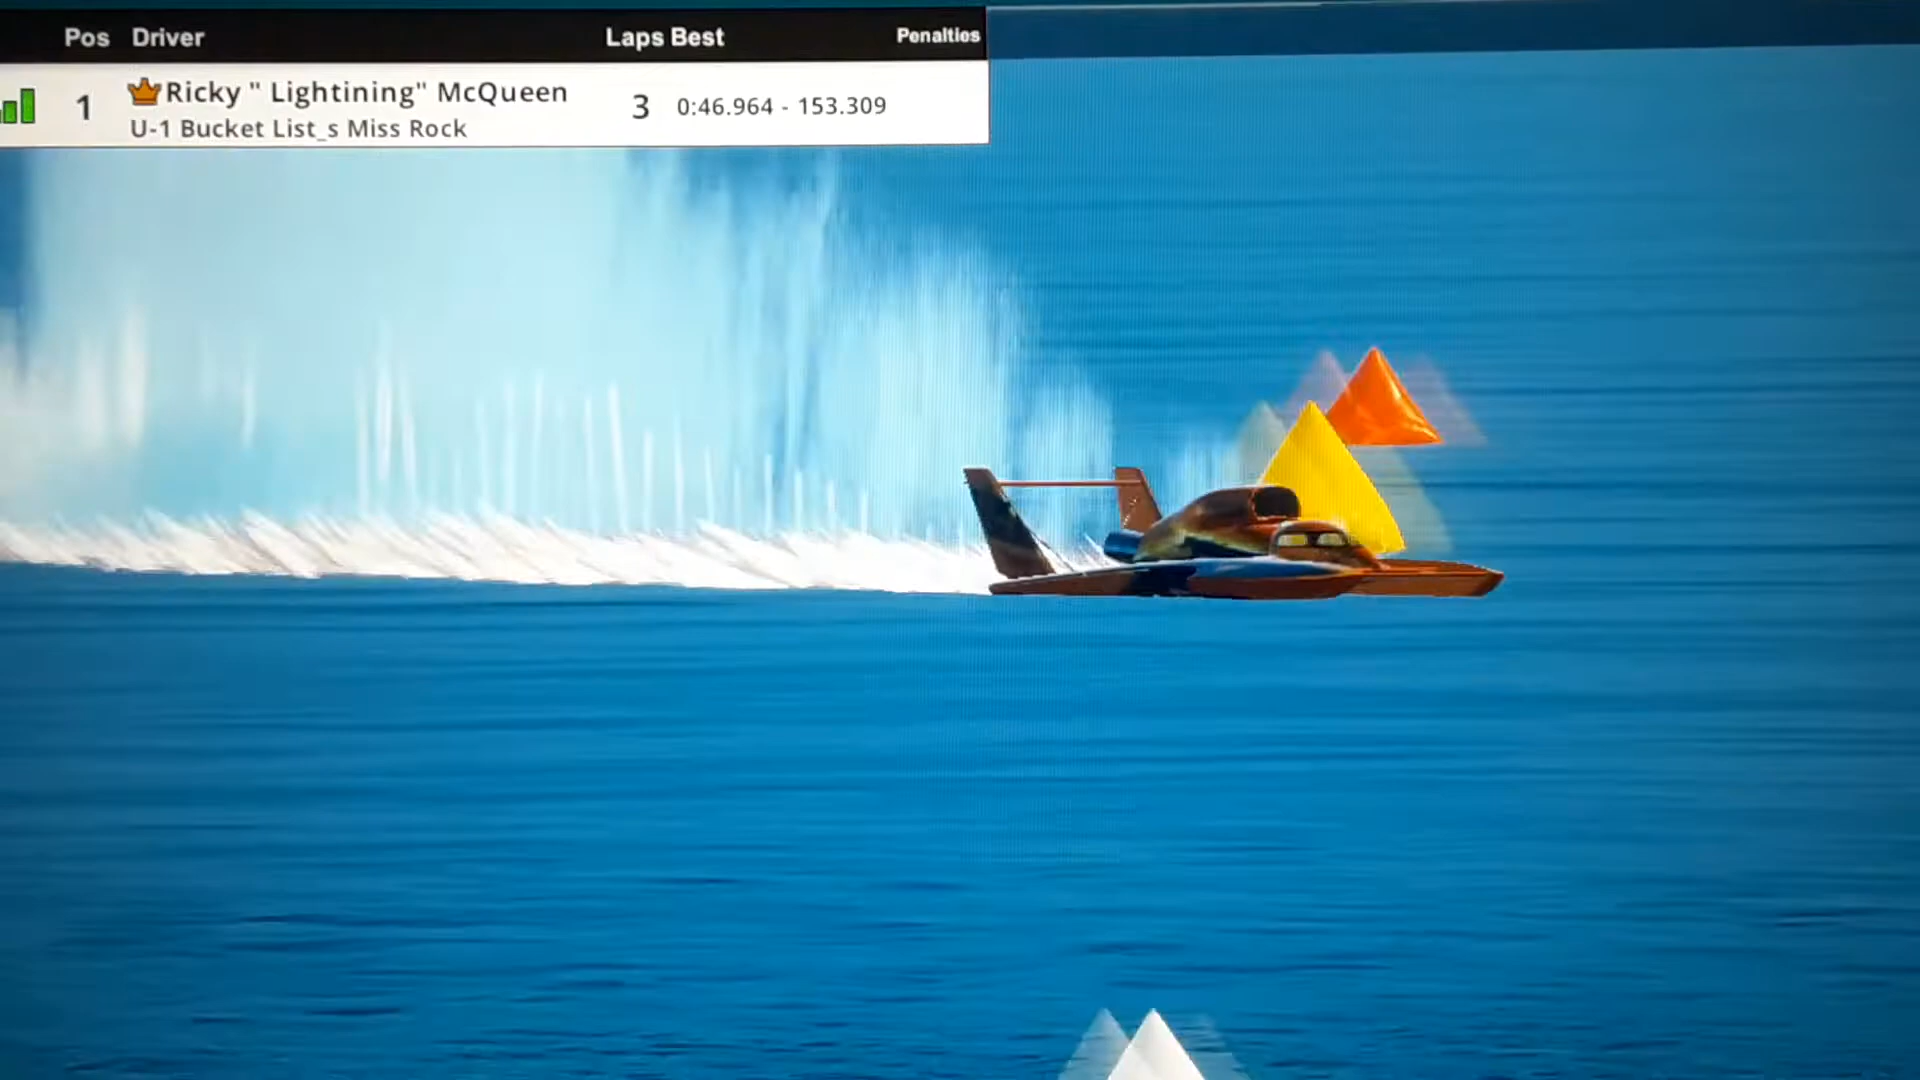 Pos Driver Laps Best Penalties
1 Ricky " Lightining" McQueen 3 0:46.964 - 153.309
U-1 Bucket List_s Miss Rock